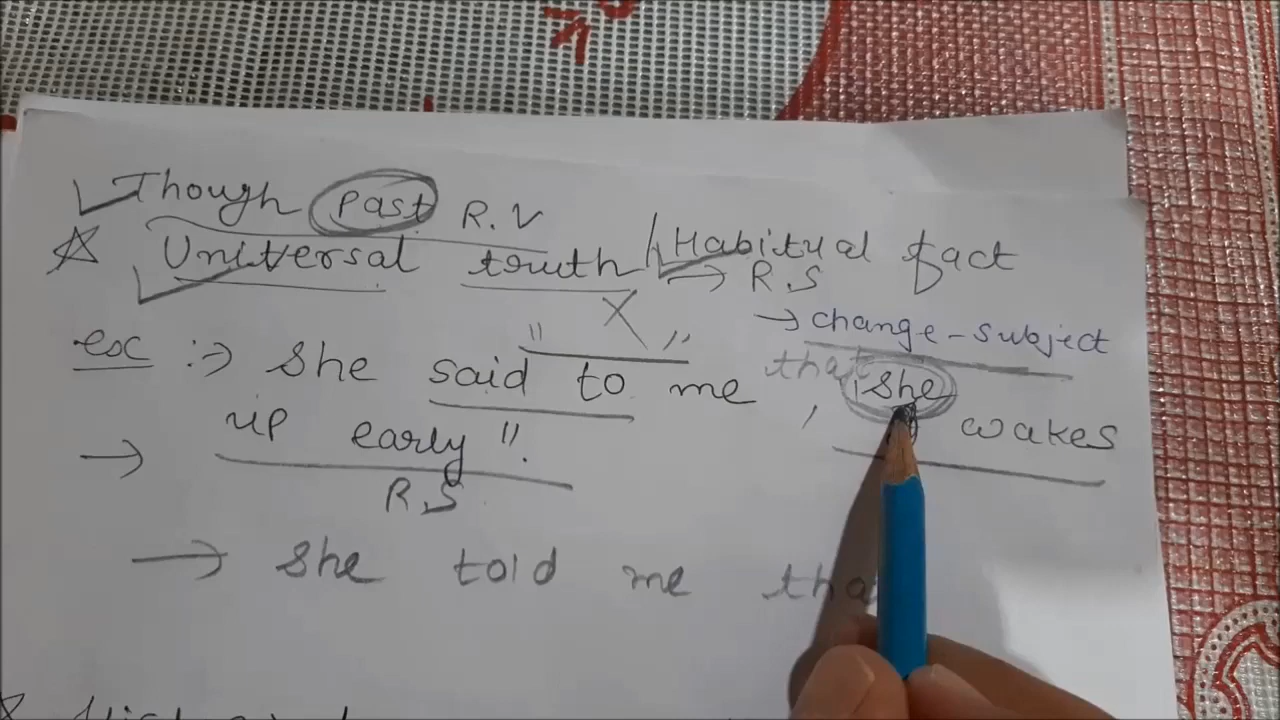 Though Past R.V
Universal truth / Habitual fact
→ R.S
X
→ change-subject
ex :→ She said to me that, "she wakes
→ up early".
R.S
→ She told me tha